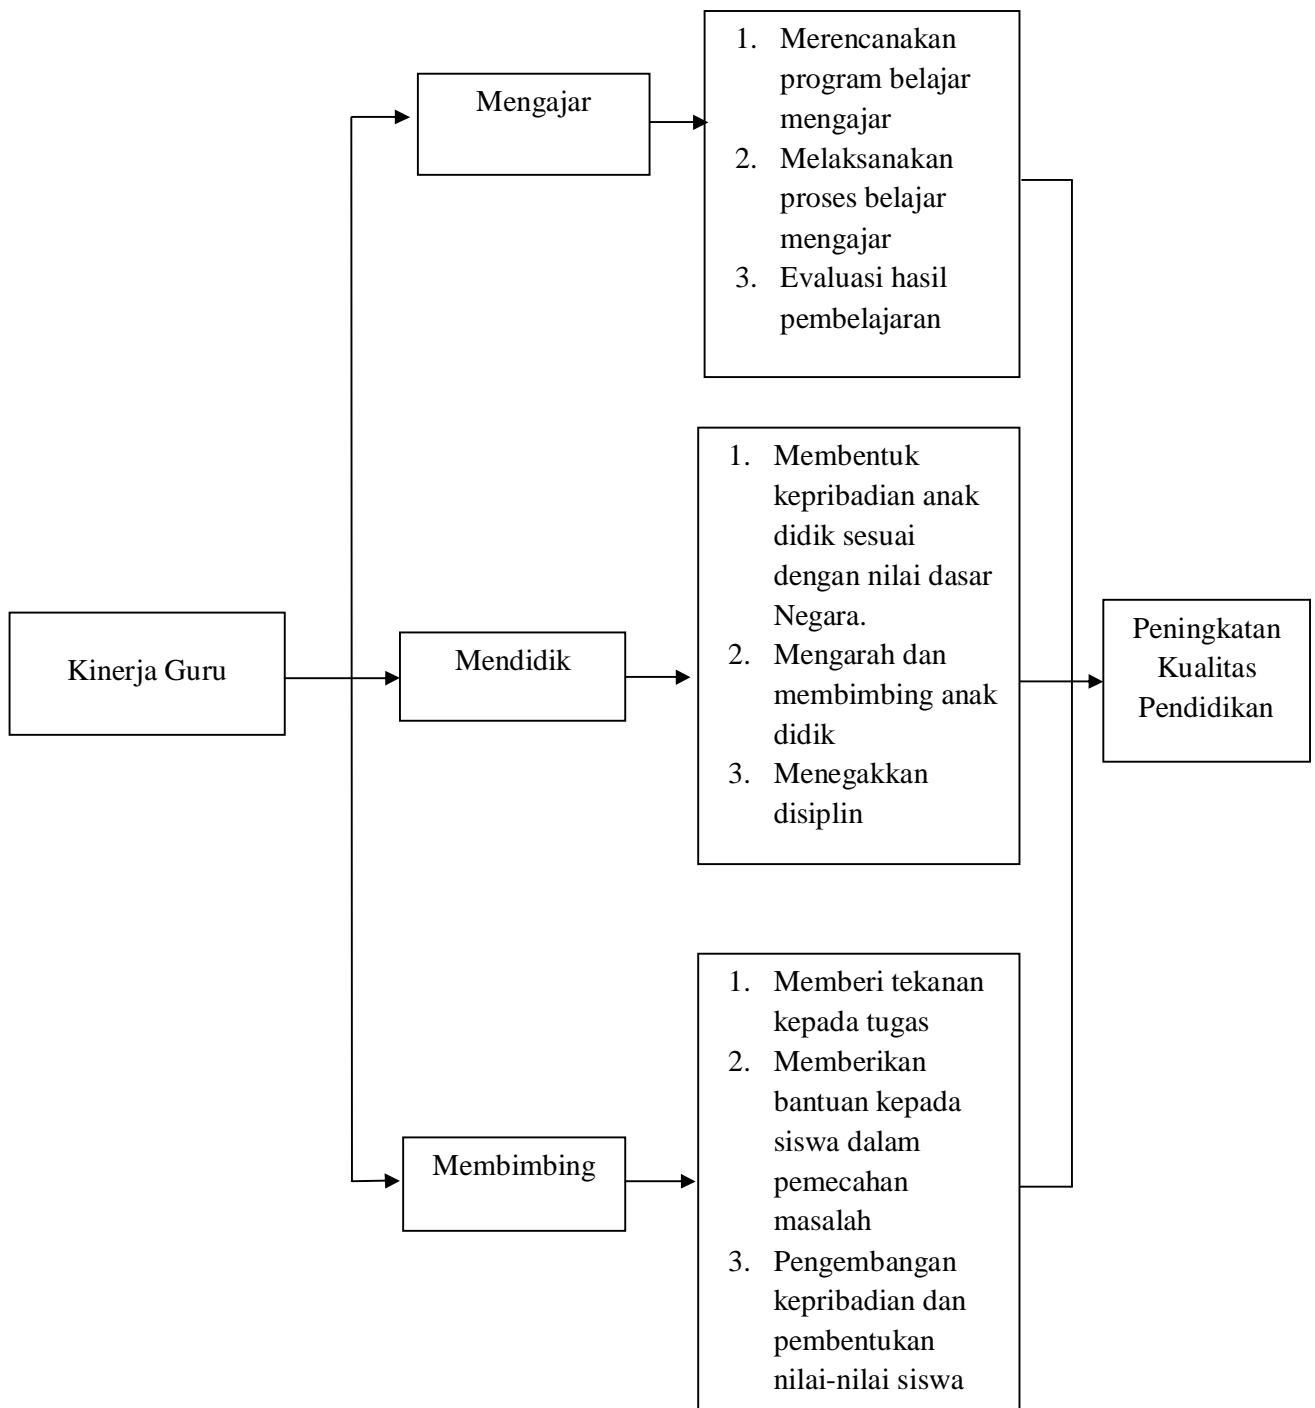 Kinerja Guru
Mengajar
1. Merencanakan
program belajar
mengajar
2. Melaksanakan
proses belajar
mengajar
3. Evaluasi hasil
pembelajaran
Mendidik
1. Membentuk
kepribadian anak
didik sesuai
dengan nilai dasar
Negara.
2. Mengarah dan
membimbing anak
didik
3. Menegakkan
disiplin
Membimbing
1. Memberi tekanan
kepada tugas
2. Memberikan
bantuan kepada
siswa dalam
pemecahan
masalah
3. Pengembangan
kepribadian dan
pembentukan
nilai-nilai siswa
Peningkatan
Kualitas
Pendidikan